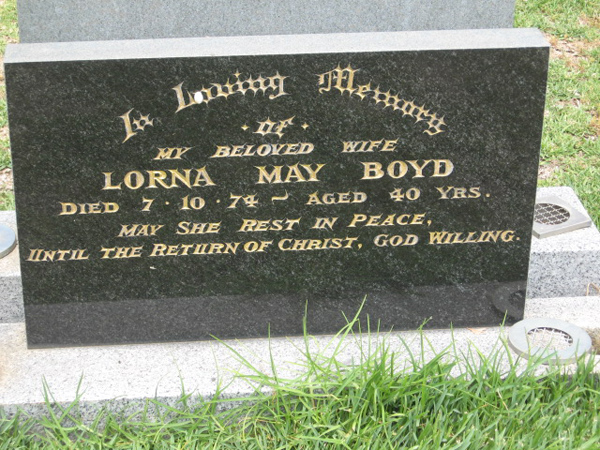 In Loving Memory
· OF ·
MY BELOVED WIFE
LORNA MAY BOYD
DIED 7 · 10 · 74 ~ AGED 40 YRS.
MAY SHE REST IN PEACE,
UNTIL THE RETURN OF CHRIST, GOD WILLING.